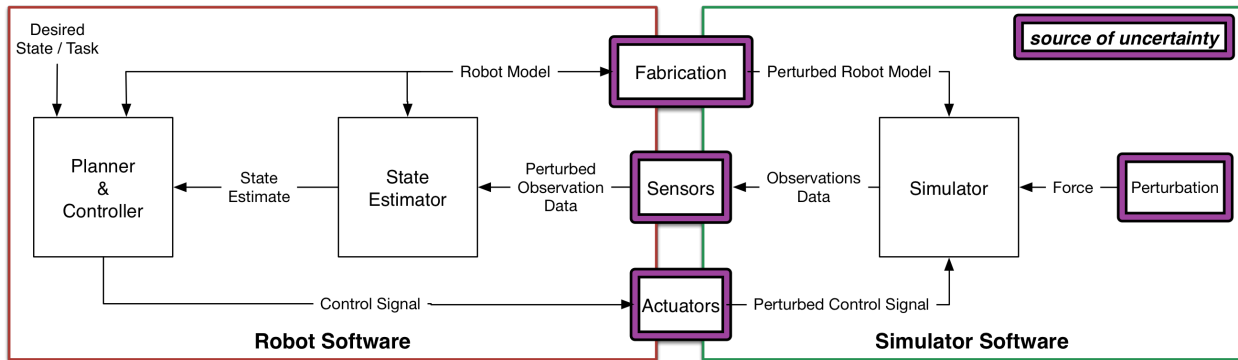 Desired
State / Task
Robot Model
Fabrication
Perturbed Robot Model
source of uncertainty
Planner
&
Controller
State
Estimate
State
Estimator
Perturbed
Observation
Data
Sensors
Observations
Data
Simulator
Force
Perturbation
Control Signal
Actuators
Perturbed Control Signal
Robot Software
Simulator Software